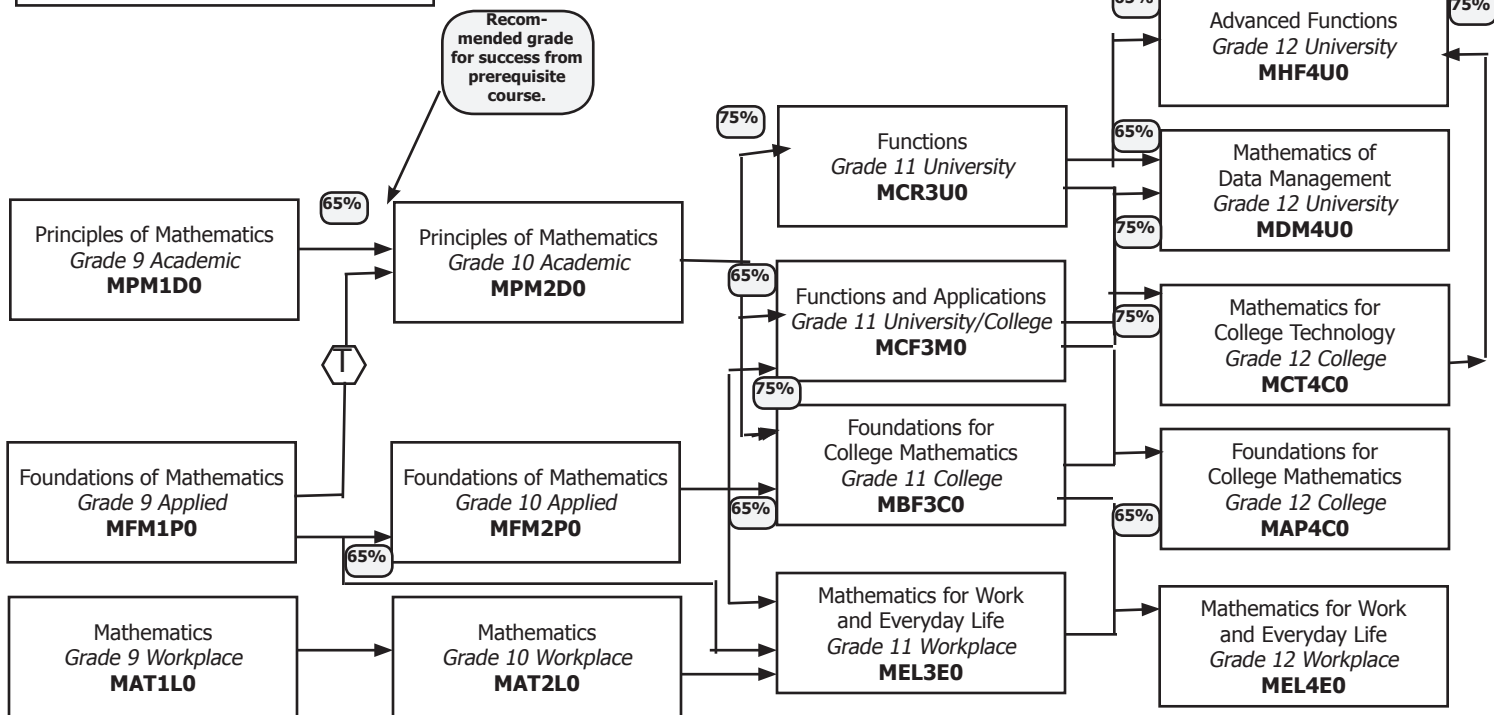 Recom-
mended grade
for success from
prerequisite
course.
65%
75%
Advanced Functions
Grade 12 University
MHF4U0
75%
Functions
Grade 11 University
MCR3U0
65%
Mathematics of
Data Management
Grade 12 University
MDM4U0
65%
Principles of Mathematics
Grade 9 Academic
MPM1D0
Principles of Mathematics
Grade 10 Academic
MPM2D0
75%
65%
Functions and Applications
Grade 11 University/College
MCF3M0
75%
Mathematics for
College Technology
Grade 12 College
MCT4C0
T
75%
Foundations for
College Mathematics
Grade 11 College
MBF3C0
Foundations for
College Mathematics
Grade 12 College
MAP4C0
Foundations of Mathematics
Grade 9 Applied
MFM1P0
Foundations of Mathematics
Grade 10 Applied
MFM2P0
65%
65%
65%
Mathematics for Work
and Everyday Life
Grade 11 Workplace
MEL3E0
Mathematics for Work
and Everyday Life
Grade 12 Workplace
MEL4E0
Mathematics
Grade 9 Workplace
MAT1L0
Mathematics
Grade 10 Workplace
MAT2L0